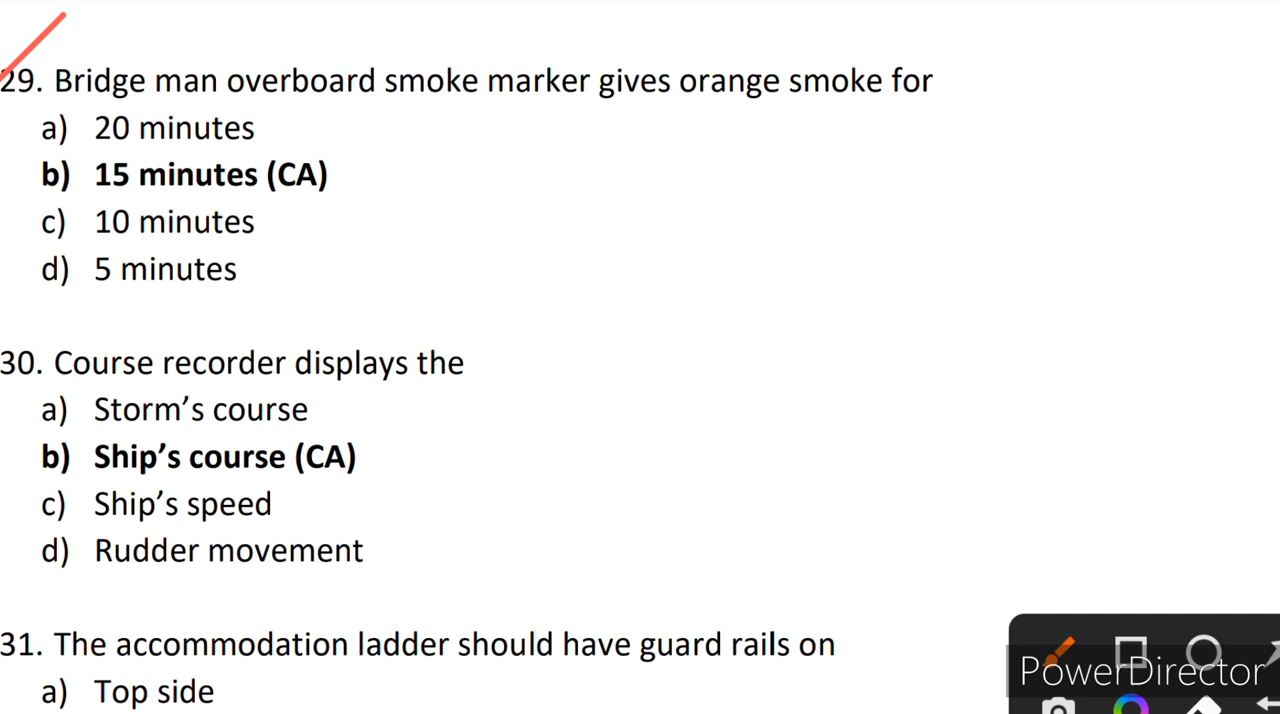 29. Bridge man overboard smoke marker gives orange smoke for
a) 20 minutes
b) 15 minutes (CA)
c) 10 minutes
d) 5 minutes
30. Course recorder displays the
a) Storm’s course
b) Ship’s course (CA)
c) Ship’s speed
d) Rudder movement
31. The accommodation ladder should have guard rails on
a) Top side
PowerDirector